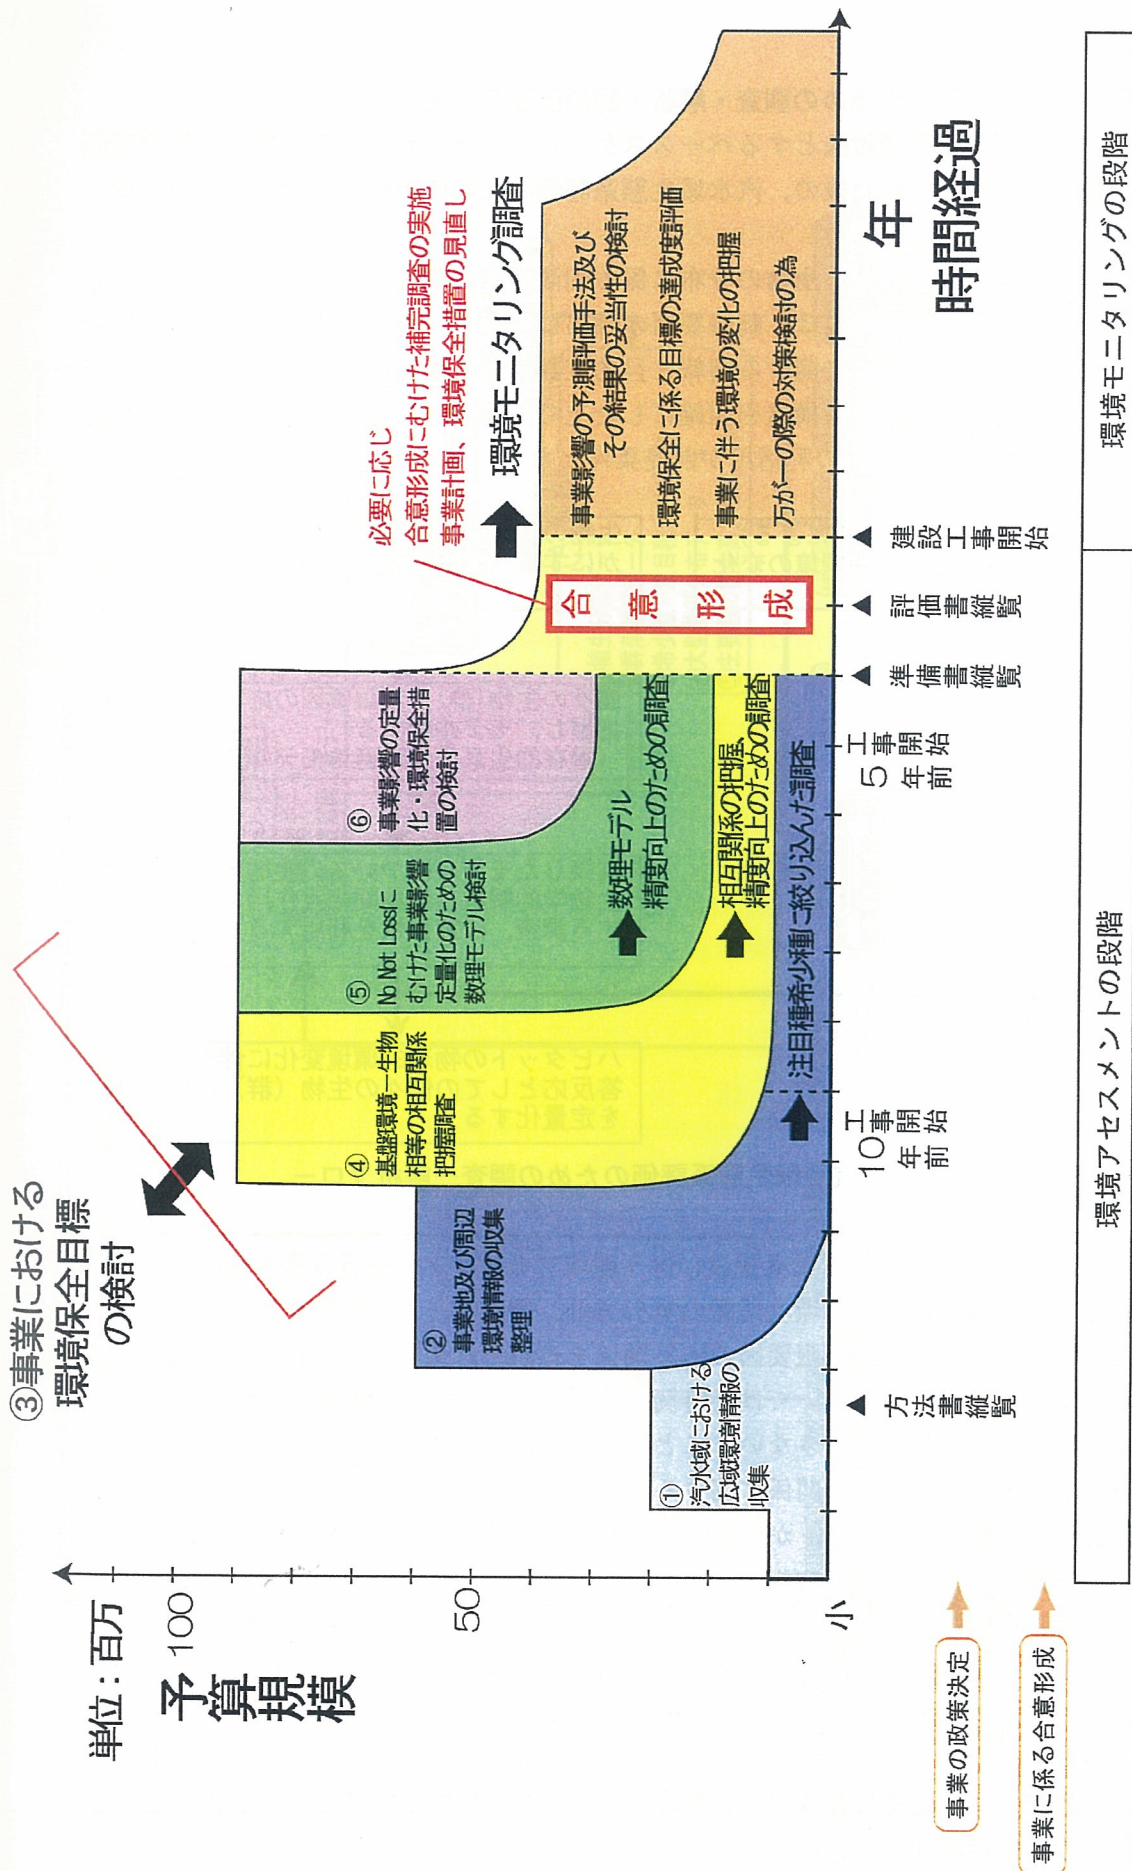 ③事業における
環境保全目標
の検討
単位：百万
予算規模
100
50
小
①
汽水域における
広域環境情報の
収集
②
事業地及び周辺
環境情報の収集
整理
④
基盤環境ー生物
相等の相互関係
把握調査
⑤
No Not Lossに
むけた事業影響
定量化のための
数理モデル検討
⑥
事業影響の定量
化・環境保全措
置の検討
数理モデル
精度向上のための調査
相互関係の把握、
精度向上のための調査
注目種希少種に絞り込んだ調査
必要に応じ
合意形成にむけた補完調査の実施
事業計画、環境保全措置の見直し
合意形成
環境モニタリング調査
事業影響の予測評価手法及び
その結果の妥当性の検討
環境保全に係る目標の達成度評価
事業に伴う環境の変化の把握
万が一の際の対策検討の為
方法書縦覧
工事開始
10年前
工事開始
5年前
準備書縦覧
評価書縦覧
建設工事開始
年
時間経過
事業の政策決定
事業に係る合意形成
環境アセスメントの段階
環境モニタリングの段階